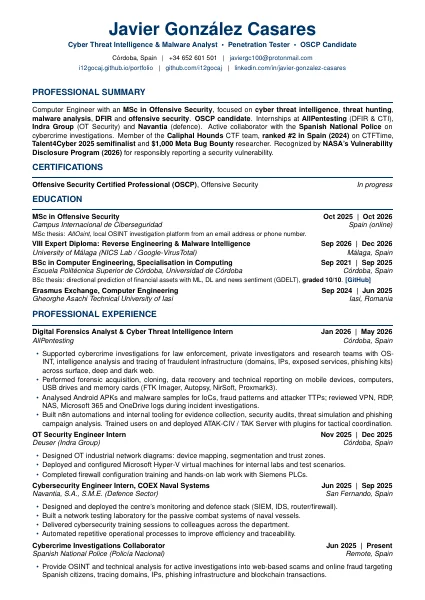 Javier González Casares
Cyber Threat Intelligence & Malware Analyst • Penetration Tester • OSCP Candidate
Córdoba, Spain | +34 652 601 501 | javiergc100@protonmail.com
i12gocaj.github.io/portfolio | github.com/i12gocaj | linkedin.com/in/javier-gonzalez-casares
PROFESSIONAL SUMMARY
Computer Engineer with an MSc in Offensive Security, focused on cyber threat intelligence, threat hunting,
malware analysis, DFIR and offensive security. OSCP candidate. Internships at AllPentesting (DFIR & CTI),
Indra Group (OT Security) and Navantia (defence). Active collaborator with the Spanish National Police on
cybercrime investigations. Member of the Caliphal Hounds CTF team, ranked #2 in Spain (2024) on CTFTime,
Talent4Cyber 2025 semifinalist and $1,000 Meta Bug Bounty researcher. Recognized by NASA's Vulnerability
Disclosure Program (2026) for responsibly reporting a security vulnerability.
CERTIFICATIONS
Offensive Security Certified Professional (OSCP), Offensive Security In progress
EDUCATION
MSc in Offensive Security Oct 2025 | Oct 2026
Campus Internacional de Ciberseguridad Spain (online)
MSc thesis: AllOsint, local OSINT investigation platform from an email address or phone number.
VIII Expert Diploma: Reverse Engineering & Malware Intelligence Sep 2026 | Dec 2026
University of Málaga (NICS Lab / Google-VirusTotal) Málaga, Spain
BSc in Computer Engineering, Specialisation in Computing Sep 2021 | Sep 2025
Escuela Politécnica Superior de Córdoba, Universidad de Córdoba Córdoba, Spain
BSc thesis: directional prediction of financial assets with ML, DL and news sentiment (GDELT), graded 10/10. [GitHub]
Erasmus Exchange, Computer Engineering Sep 2024 | Jun 2025
Gheorghe Asachi Technical University of Iasi Iasi, Romania
PROFESSIONAL EXPERIENCE
Digital Forensics Analyst & Cyber Threat Intelligence Intern Jan 2026 | May 2026
AllPentesting Córdoba, Spain
• Supported cybercrime investigations for law enforcement, private investigators and research teams with OS-
INT, intelligence analysis and tracing of fraudulent infrastructure (domains, IPs, exposed services, phishing kits)
across surface, deep and dark web.
• Performed forensic acquisition, cloning, data recovery and technical reporting on mobile devices, computers,
USB drives and memory cards (FTK Imager, Autopsy, NirSoft, Proxmark3).
• Analysed Android APKs and malware samples for IoCs, fraud patterns and attacker TTPs; reviewed VPN, RDP,
NAS, Microsoft 365 and OneDrive logs during incident investigations.
• Built n8n automations and internal tooling for evidence collection, security audits, threat simulation and phishing
campaign analysis. Trained users on and deployed ATAK-CIV / TAK Server with plugins for tactical coordination.
OT Security Engineer Intern Nov 2025 | Dec 2025
Deuser (Indra Group) Córdoba, Spain
• Designed OT industrial network diagrams: device mapping, segmentation and trust zones.
• Deployed and configured Microsoft Hyper-V virtual machines for internal labs and test scenarios.
• Completed firewall configuration training and hands-on lab work with Siemens PLCs.
Cybersecurity Engineer Intern, COEX Naval Systems Jun 2025 | Sep 2025
Navantia, S.A., S.M.E. (Defence Sector) San Fernando, Spain
• Designed and deployed the centre's monitoring and defence stack (SIEM, IDS, router/firewall).
• Built a network testing laboratory for the passive combat systems of naval vessels.
• Delivered cybersecurity training sessions to colleagues across the department.
• Automated repetitive operational processes to improve efficiency and traceability.
Cybercrime Investigations Collaborator Jun 2025 | Present
Spanish National Police (Policía Nacional) Remote, Spain
• Provide OSINT and technical analysis for active investigations into web-based scams and online fraud targeting
Spanish citizens, tracing domains, IPs, phishing infrastructure and blockchain transactions.